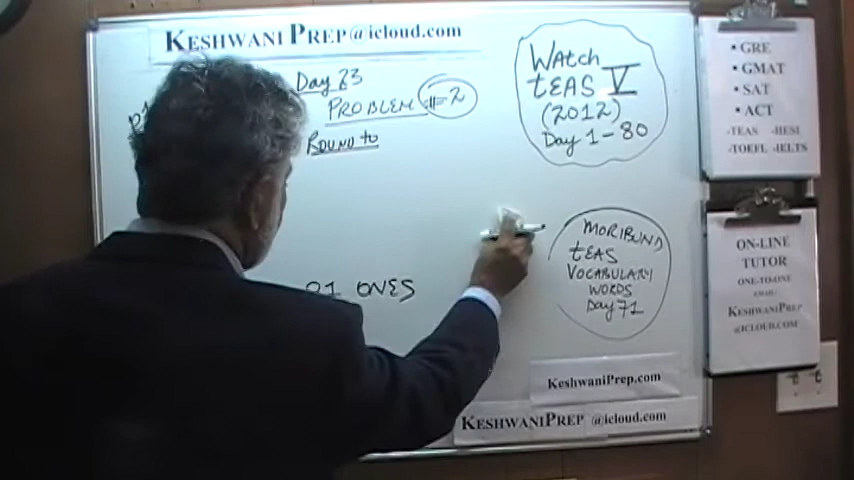 KESHWANI PREP@icloud.com
Day 23
PROBLEM #2
ROUND to
ONES
WAtch
tEAS V
(2012)
Day 1-80
MORIBUND
tEAS
VOCABULARY
WORDS
Day 71
KESHWANIPREP.com
KESHWANIPREP @icloud.com
▪ GRE
▪ GMAT
▪ SAT
▪ ACT
-TEAS -HESI
-TOEFL -IELTS
ON-LINE
TUTOR
ONE-TO-ONE
EMAIL:
KESHWANIPREP
@ICLOUD.COM